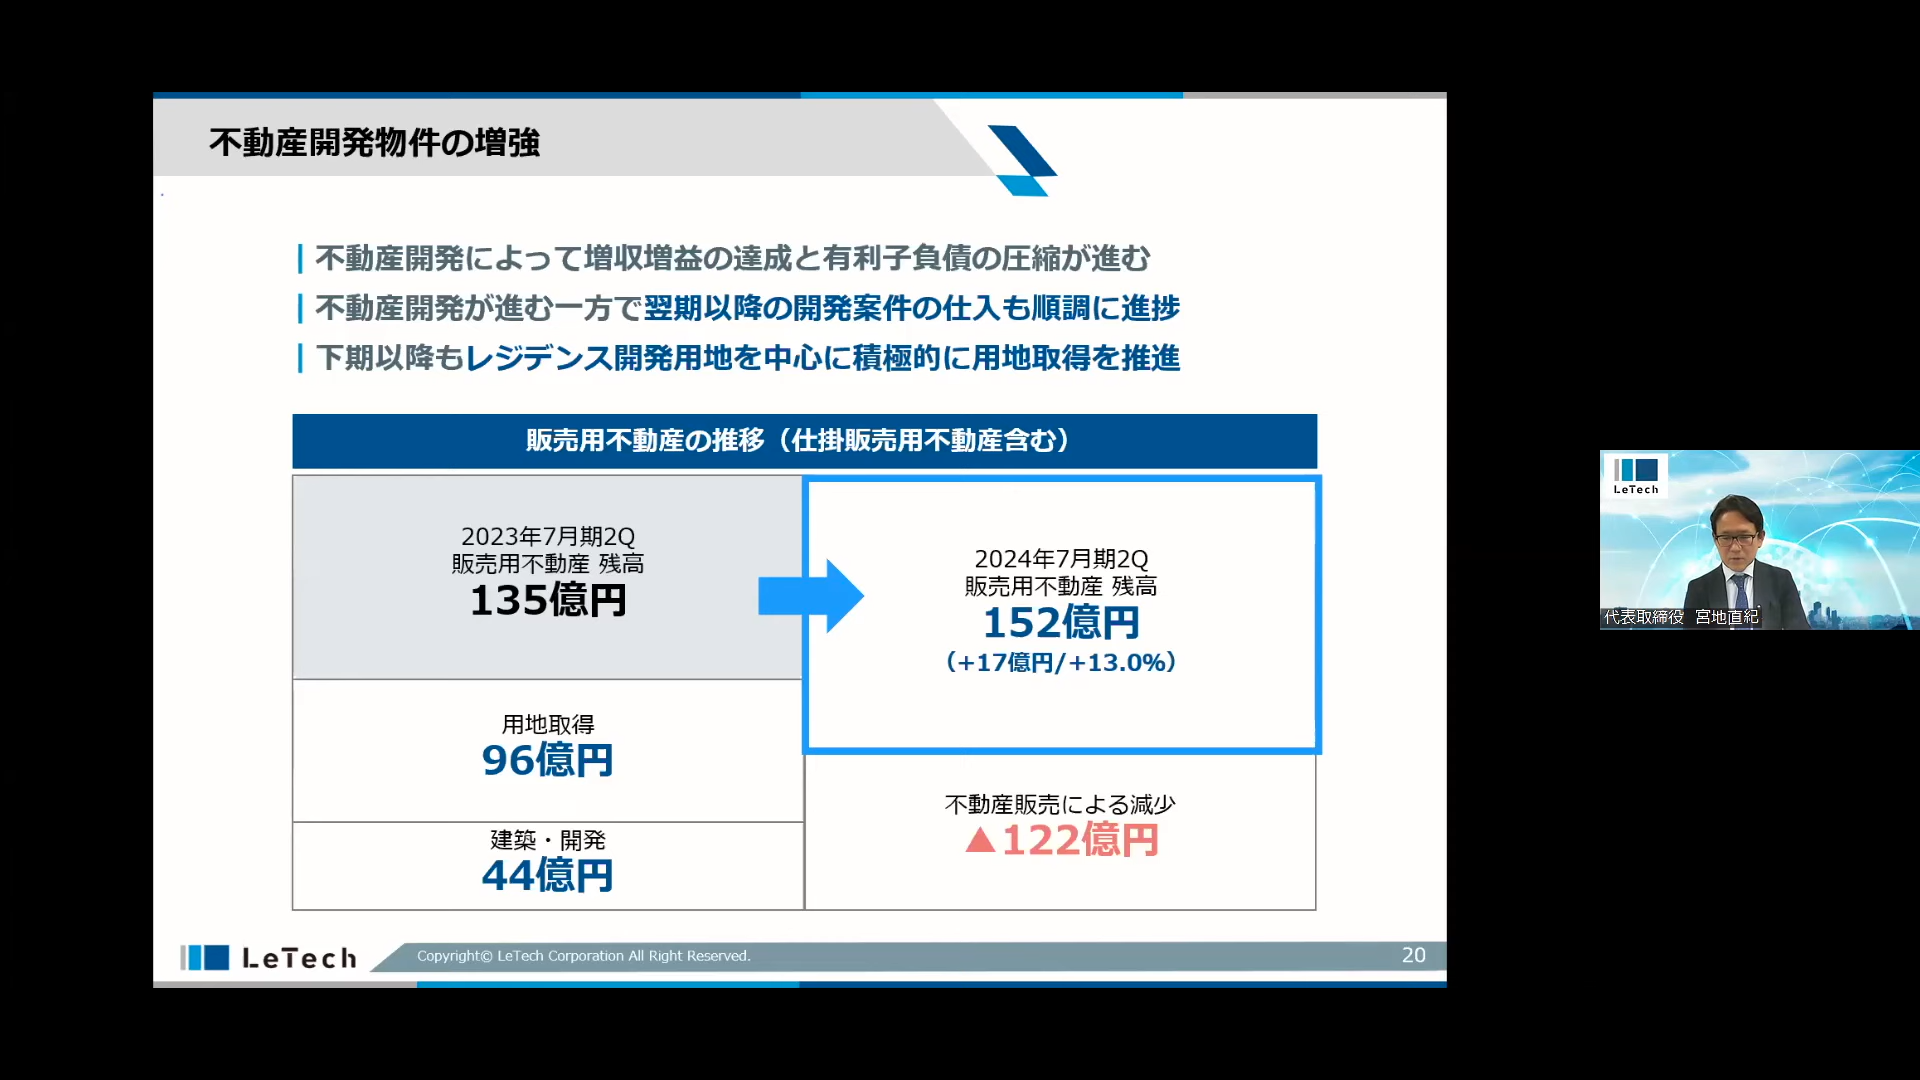 不動産開発物件の増強
不動産開発によって増収増益の達成と有利子負債の圧縮が進む
不動産開発が進む一方で翌期以降の開発案件の仕入も順調に進捗
下期以降もレジデンス開発用地を中心に積極的に用地取得を推進
販売用不動産の推移（仕掛販売用不動産含む）
2023年7月期2Q
販売用不動産 残高
135億円
用地取得
96億円
建築・開発
44億円
2024年7月期2Q
販売用不動産 残高
152億円
（+17億円/+13.0%）
不動産販売による減少
▲122億円
LeTech
Copyright© LeTech Corporation All Right Reserved.
20
LeTech
代表取締役 宮地直紀